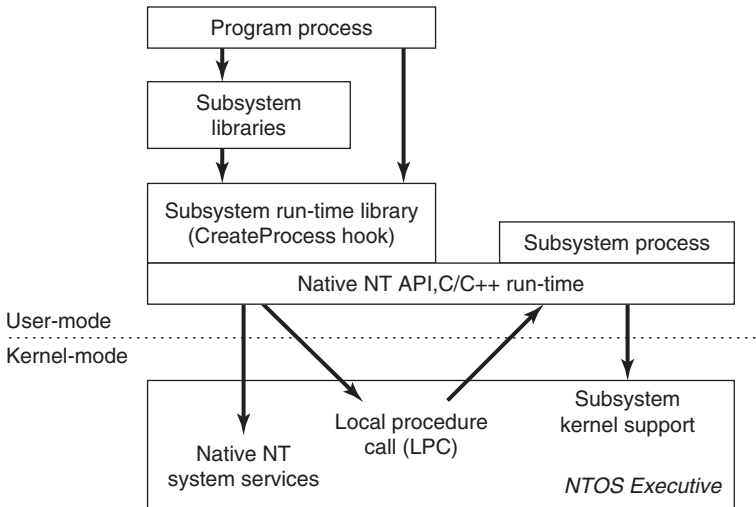 Program process
Subsystem
libraries
Subsystem run-time library
(CreateProcess hook)
Subsystem process
Native NT API,C/C++ run-time
User-mode
Kernel-mode
Subsystem
kernel support
Local procedure
call (LPC)
Native NT
system services
NTOS Executive